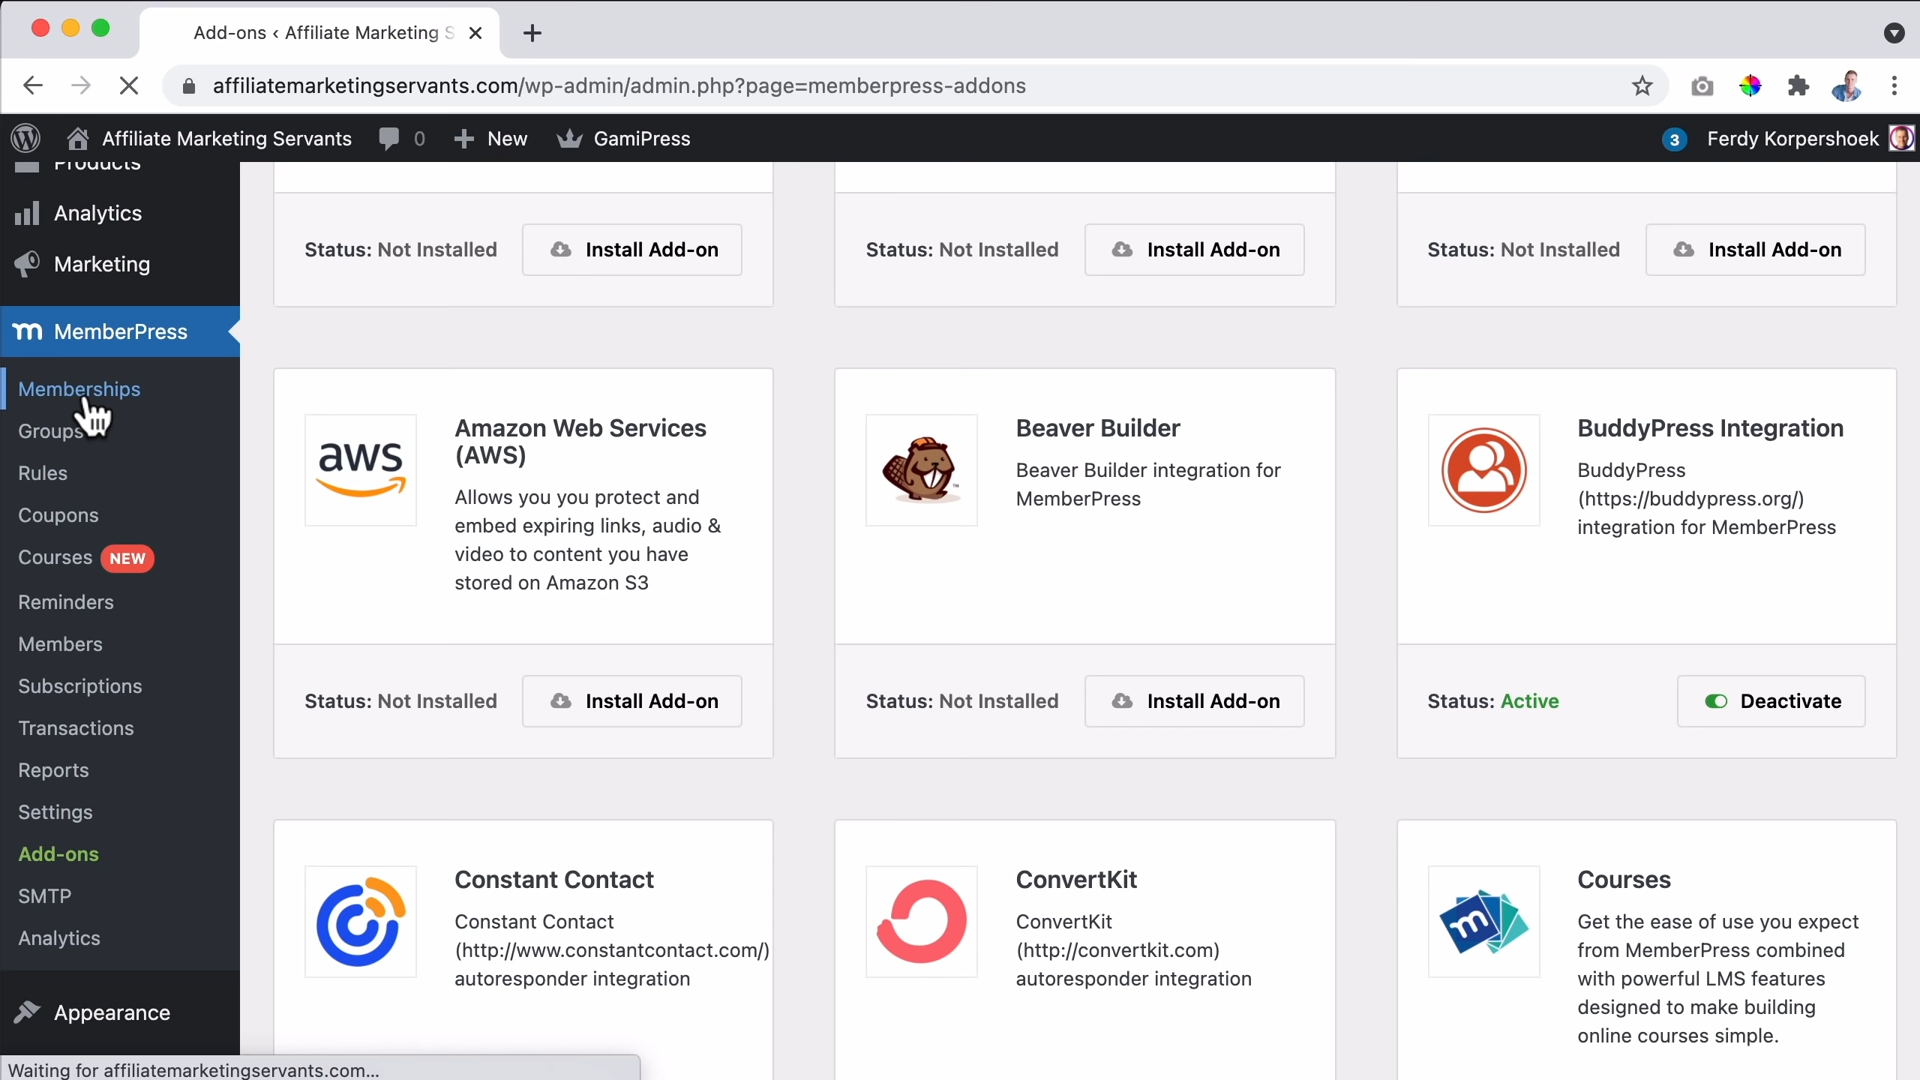 Add-ons ‹ Affiliate Marketing S
affiliatemarketingservants.com/wp-admin/admin.php?page=memberpress-addons
Affiliate Marketing Servants
0
New
GamiPress
3
Ferdy Korpershoek
Products
Analytics
Marketing
MemberPress
Memberships
Groups
Rules
Coupons
Courses NEW
Reminders
Members
Subscriptions
Transactions
Reports
Settings
Add-ons
SMTP
Analytics
Appearance
Status: Not Installed
Install Add-on
Status: Not Installed
Install Add-on
Status: Not Installed
Install Add-on
aws
Amazon Web Services
(AWS)
Allows you you protect and
embed expiring links, audio &
video to content you have
stored on Amazon S3
Status: Not Installed
Install Add-on
Beaver Builder
Beaver Builder integration for
MemberPress
Status: Not Installed
Install Add-on
BuddyPress Integration
BuddyPress
(https://buddypress.org/)
integration for MemberPress
Status: Active
Deactivate
Constant Contact
Constant Contact
(http://www.constantcontact.com/)
autoresponder integration
ConvertKit
ConvertKit
(http://convertkit.com)
autoresponder integration
Courses
Get the ease of use you expect
from MemberPress combined
with powerful LMS features
designed to make building
online courses simple.
Waiting for affiliatemarketingservants.com...